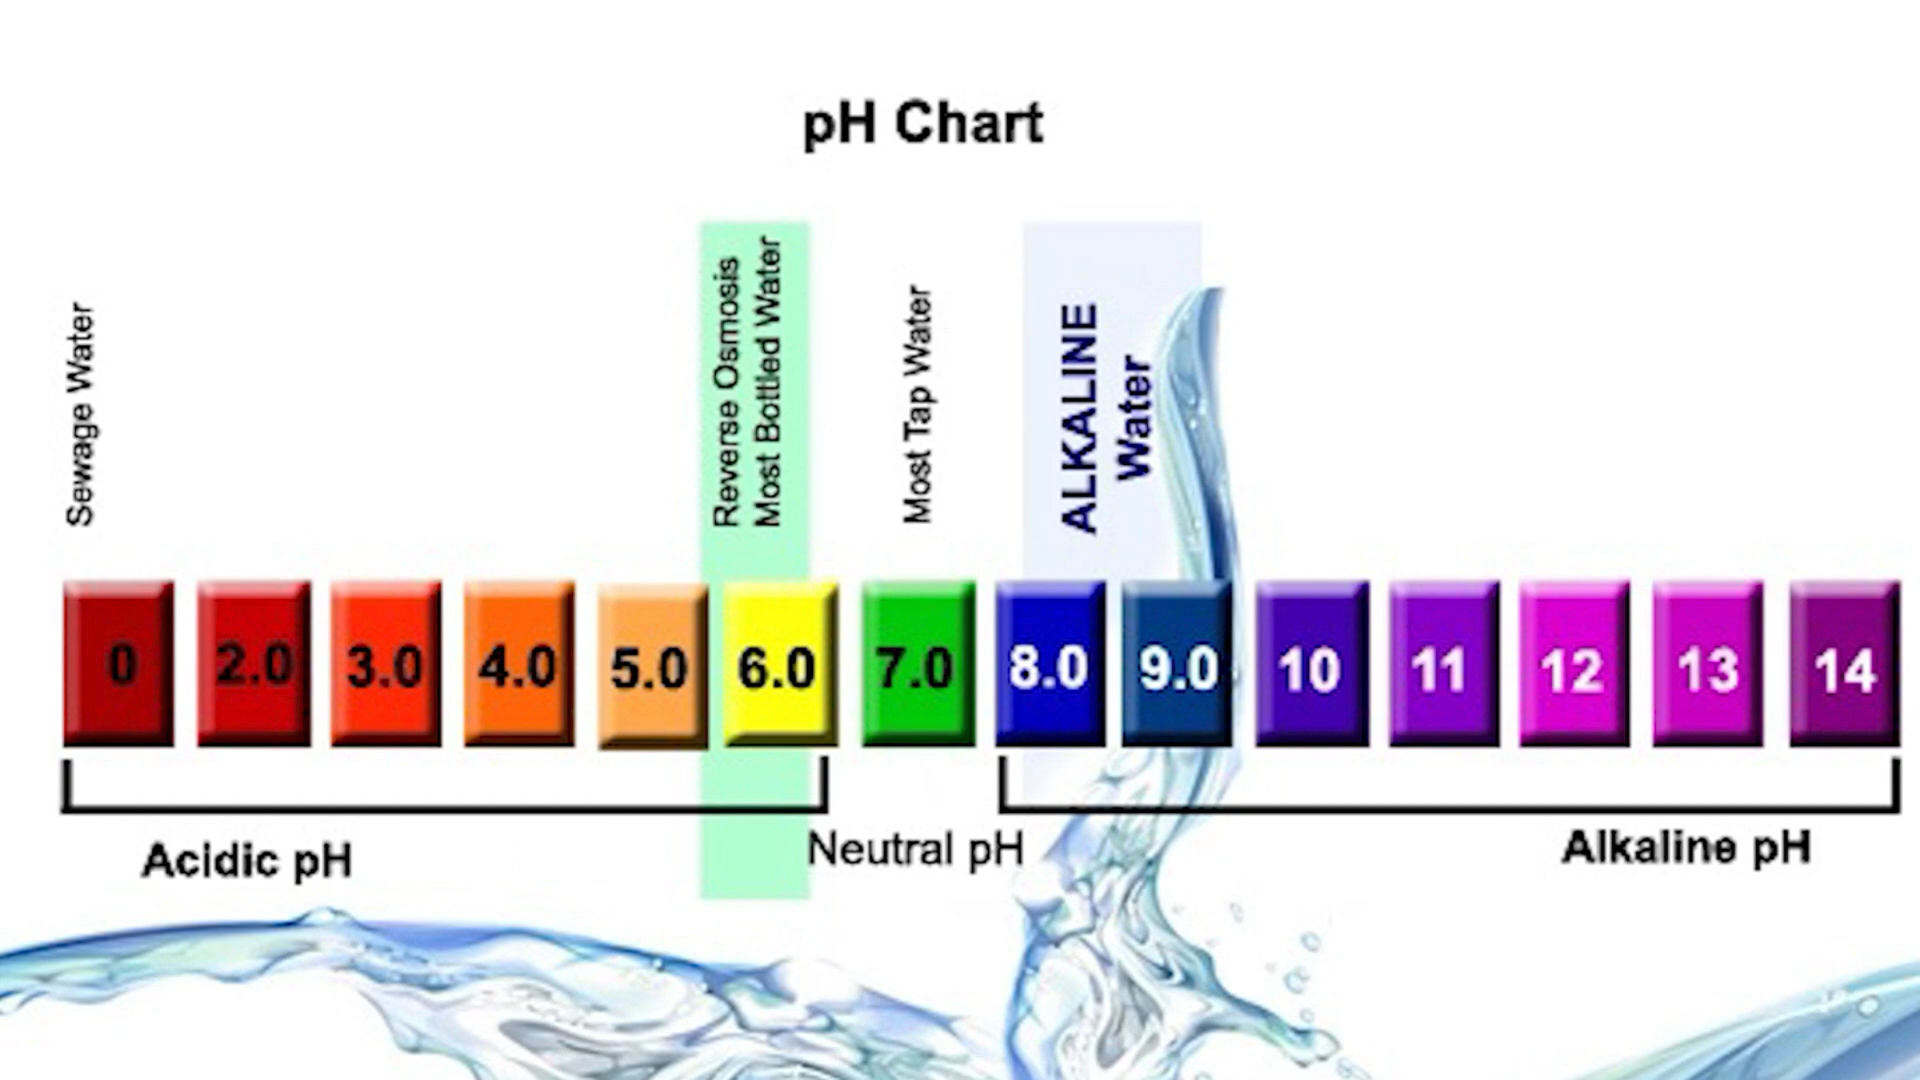 pH Chart
Sewage Water
Reverse Osmosis
Most Bottled Water
Most Tap Water
ALKALINE
Water
0
2.0
3.0
4.0
5.0
6.0
7.0
8.0
9.0
10
11
12
13
14
Acidic pH
Neutral pH
Alkaline pH